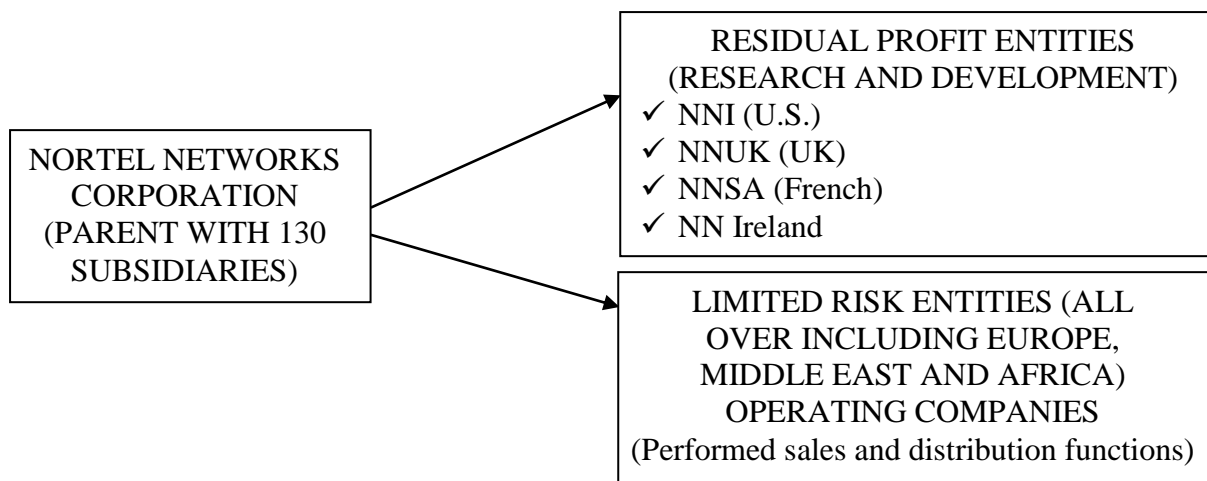 NORTEL NETWORKS
CORPORATION
(PARENT WITH 130
SUBSIDIARIES)
RESIDUAL PROFIT ENTITIES
(RESEARCH AND DEVELOPMENT)
✓ NNI (U.S.)
✓ NNUK (UK)
✓ NNSA (French)
✓ NN Ireland
LIMITED RISK ENTITIES (ALL
OVER INCLUDING EUROPE,
MIDDLE EAST AND AFRICA)
OPERATING COMPANIES
(Performed sales and distribution functions)